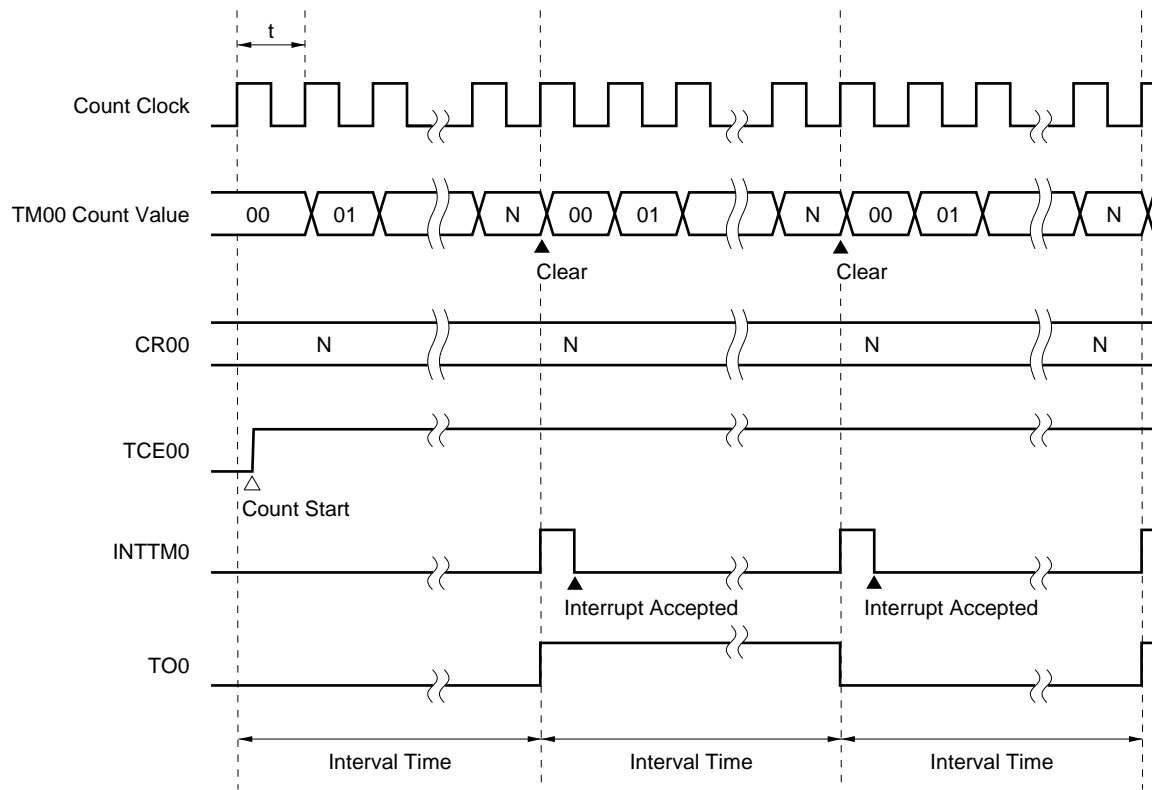 t
Count Clock
TM00 Count Value 00 01 N 00 01 N 00 01 N
Clear Clear
CR00 N N N N
TCE00
Count Start
INTTM0
Interrupt Accepted Interrupt Accepted
TO0
Interval Time Interval Time Interval Time